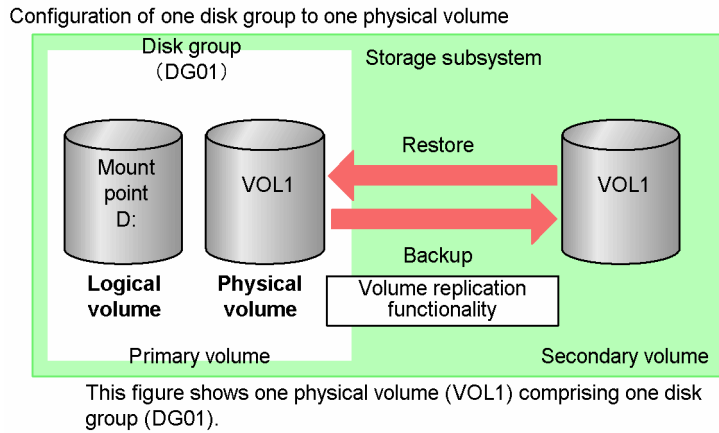 Configuration of one disk group to one physical volume
Disk group
（DG01）
Storage subsystem
Mount
point
D:
VOL1
Restore
VOL1
Backup
Logical
volume
Physical
volume
Volume replication
functionality
Primary volume
Secondary volume
This figure shows one physical volume (VOL1) comprising one disk
group (DG01).